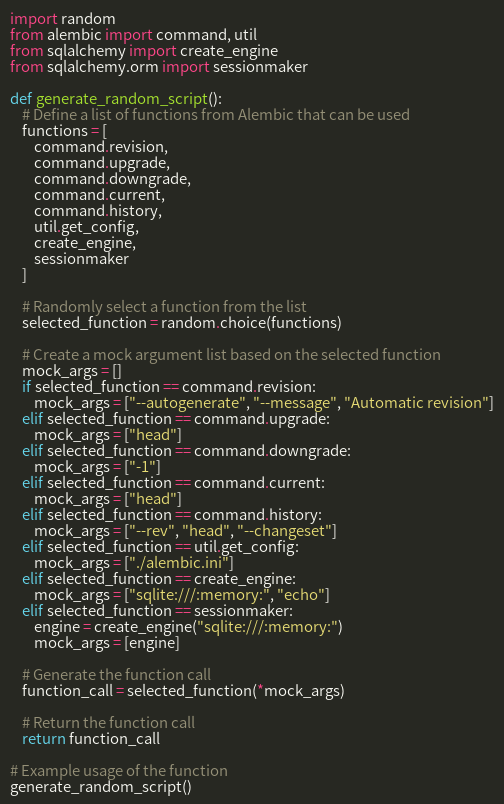 import random
from alembic import command, util
from sqlalchemy import create_engine
from sqlalchemy.orm import sessionmaker

def generate_random_script():
    # Define a list of functions from Alembic that can be used
    functions = [
        command.revision,
        command.upgrade,
        command.downgrade,
        command.current,
        command.history,
        util.get_config,
        create_engine,
        sessionmaker
    ]

    # Randomly select a function from the list
    selected_function = random.choice(functions)

    # Create a mock argument list based on the selected function
    mock_args = []
    if selected_function == command.revision:
        mock_args = ["--autogenerate", "--message", "Automatic revision"]
    elif selected_function == command.upgrade:
        mock_args = ["head"]
    elif selected_function == command.downgrade:
        mock_args = ["-1"]
    elif selected_function == command.current:
        mock_args = ["head"]
    elif selected_function == command.history:
        mock_args = ["--rev", "head", "--changeset"]
    elif selected_function == util.get_config:
        mock_args = ["./alembic.ini"]
    elif selected_function == create_engine:
        mock_args = ["sqlite:///:memory:", "echo"]
    elif selected_function == sessionmaker:
        engine = create_engine("sqlite:///:memory:")
        mock_args = [engine]

    # Generate the function call
    function_call = selected_function(*mock_args)

    # Return the function call
    return function_call

# Example usage of the function
generate_random_script()